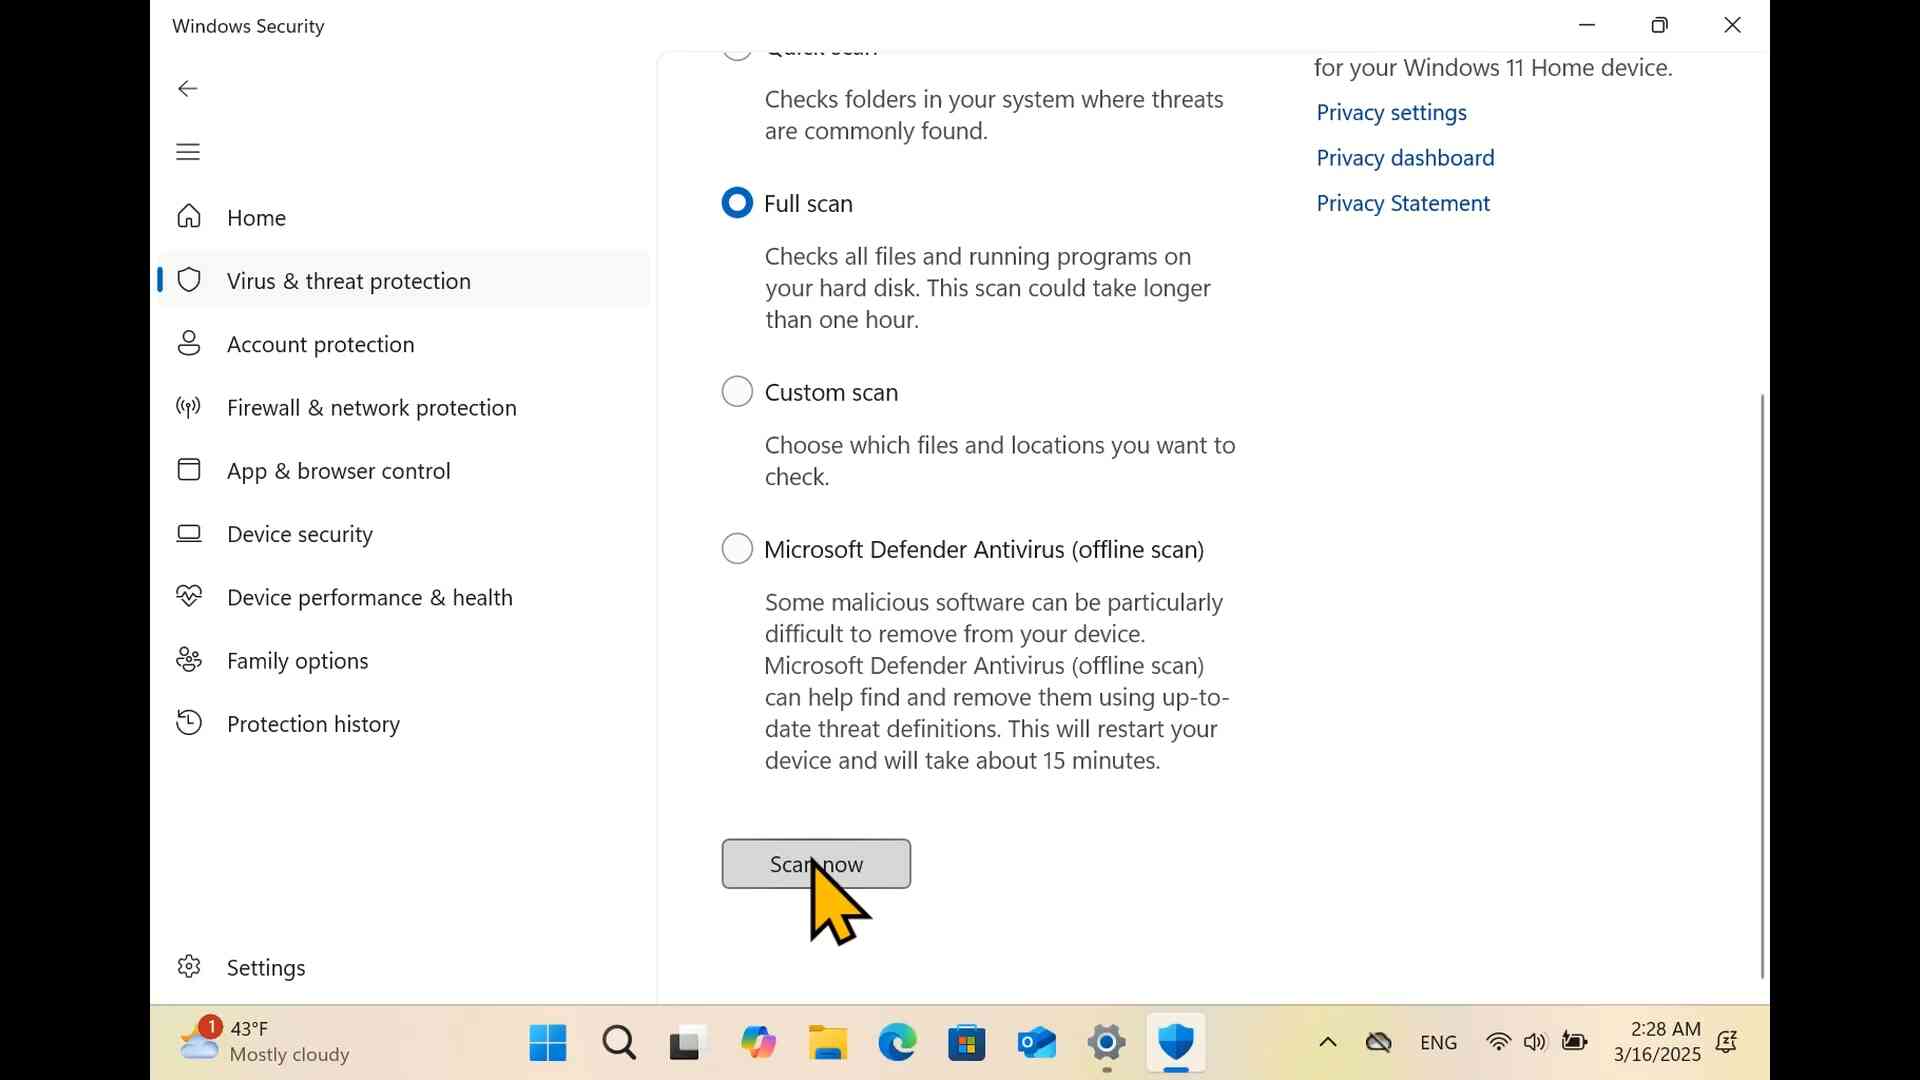 Windows Security
Home
Virus & threat protection
Account protection
Firewall & network protection
App & browser control
Device security
Device performance & health
Family options
Protection history
Settings
Quick scan
Checks folders in your system where threats
are commonly found.
Full scan
Checks all files and running programs on
your hard disk. This scan could take longer
than one hour.
Custom scan
Choose which files and locations you want to
check.
Microsoft Defender Antivirus (offline scan)
Some malicious software can be particularly
difficult to remove from your device.
Microsoft Defender Antivirus (offline scan)
can help find and remove them using up-to-
date threat definitions. This will restart your
device and will take about 15 minutes.
Scan now
for your Windows 11 Home device.
Privacy settings
Privacy dashboard
Privacy Statement
1
43°F
Mostly cloudy
ENG
2:28 AM
3/16/2025